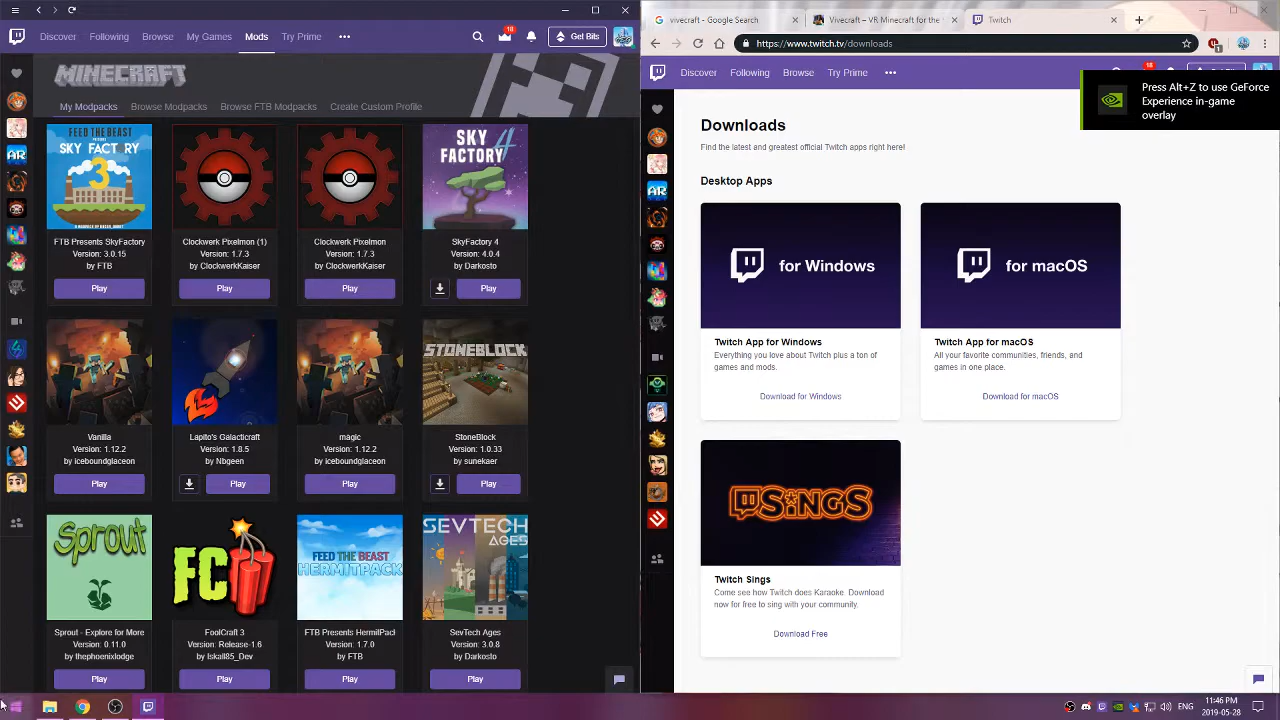 Discover Following Browse My Games Mods Try Prime 18 Get Bits
MINECRAFT
My Modpacks Browse Modpacks Browse FTB Modpacks Create Custom Profile
FEED THE BEAST
PRESENTS
SKY FACTORY
3
SKY
FACTORY 4
FTB Presents SkyFactory
Version: 3.0.15
by FTB
Play
Clockwerk Pixelmon (1)
Version: 1.7.3
by ClockwerkKaiser
Play
Clockwerk Pixelmon
Version: 1.7.3
by ClockwerkKaiser
Play
SkyFactory 4
Version: 4.0.4
by Darkosto
Play
STONEBLOCK
Vanilla
Version: 1.12.2
by iceboundglaceon
Play
Lapito's Galacticraft
Version: 1.8.5
by Play
magic
Version: 1.12.2
by iceboundglaceon
Play
StoneBlock
Version: 1.0.33
by sunekaer
Play
Sprout
FC
FEED THE BEAST
HERMITPACK
SEVTECH
AGES
Sprout - Explore for More
Version: 0.11.0
by thephoenixlodge
Play
FoolCraft 3
Version: Release-1.6
by Iskall85_Dev
Play
FTB Presents HermitPack
Version: 1.7.0
by FTB
Play
SevTech Ages
Version: 3.0.8
by Darkosto
Play
vivecraft - Google Search
Vivecraft – VR Minecraft for the
Twitch
https://www.twitch.tv/downloads
1
Discover Following Browse Try Prime
18
Press Alt+Z to use GeForce
Experience in-game
overlay
AR
Downloads
Find the latest and greatest official Twitch apps right here!
Desktop Apps
for Windows
Twitch App for Windows
Everything you love about Twitch plus a ton of
games and mods.
Download for Windows
for macOS
Twitch App for macOS
All your favorite communities, friends, and
games in one place.
Download for macOS
SINGS
Twitch Sings
Come see how Twitch does Karaoke. Download
now for free to sing with your community.
Download Free
ENG
11:46 PM
2019-05-28